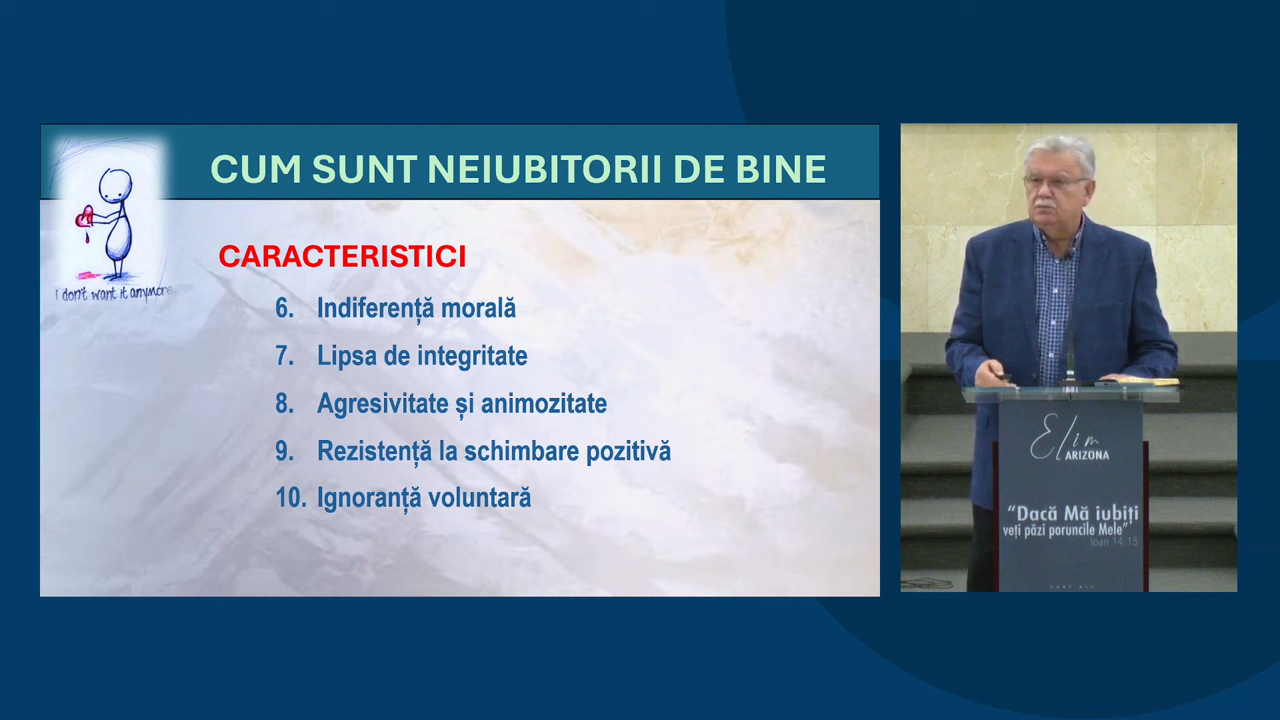 CUM SUNT NEIUBITORII DE BINE
I don't want it anymore
CARACTERISTICI
6. Indiferență morală
7. Lipsa de integritate
8. Agresivitate și animozitate
9. Rezistență la schimbare pozitivă
10. Ignoranță voluntară
Elim
ARIZONA
“Dacă Mă iubiți
veți păzi poruncile Mele”
Ioan 14:15